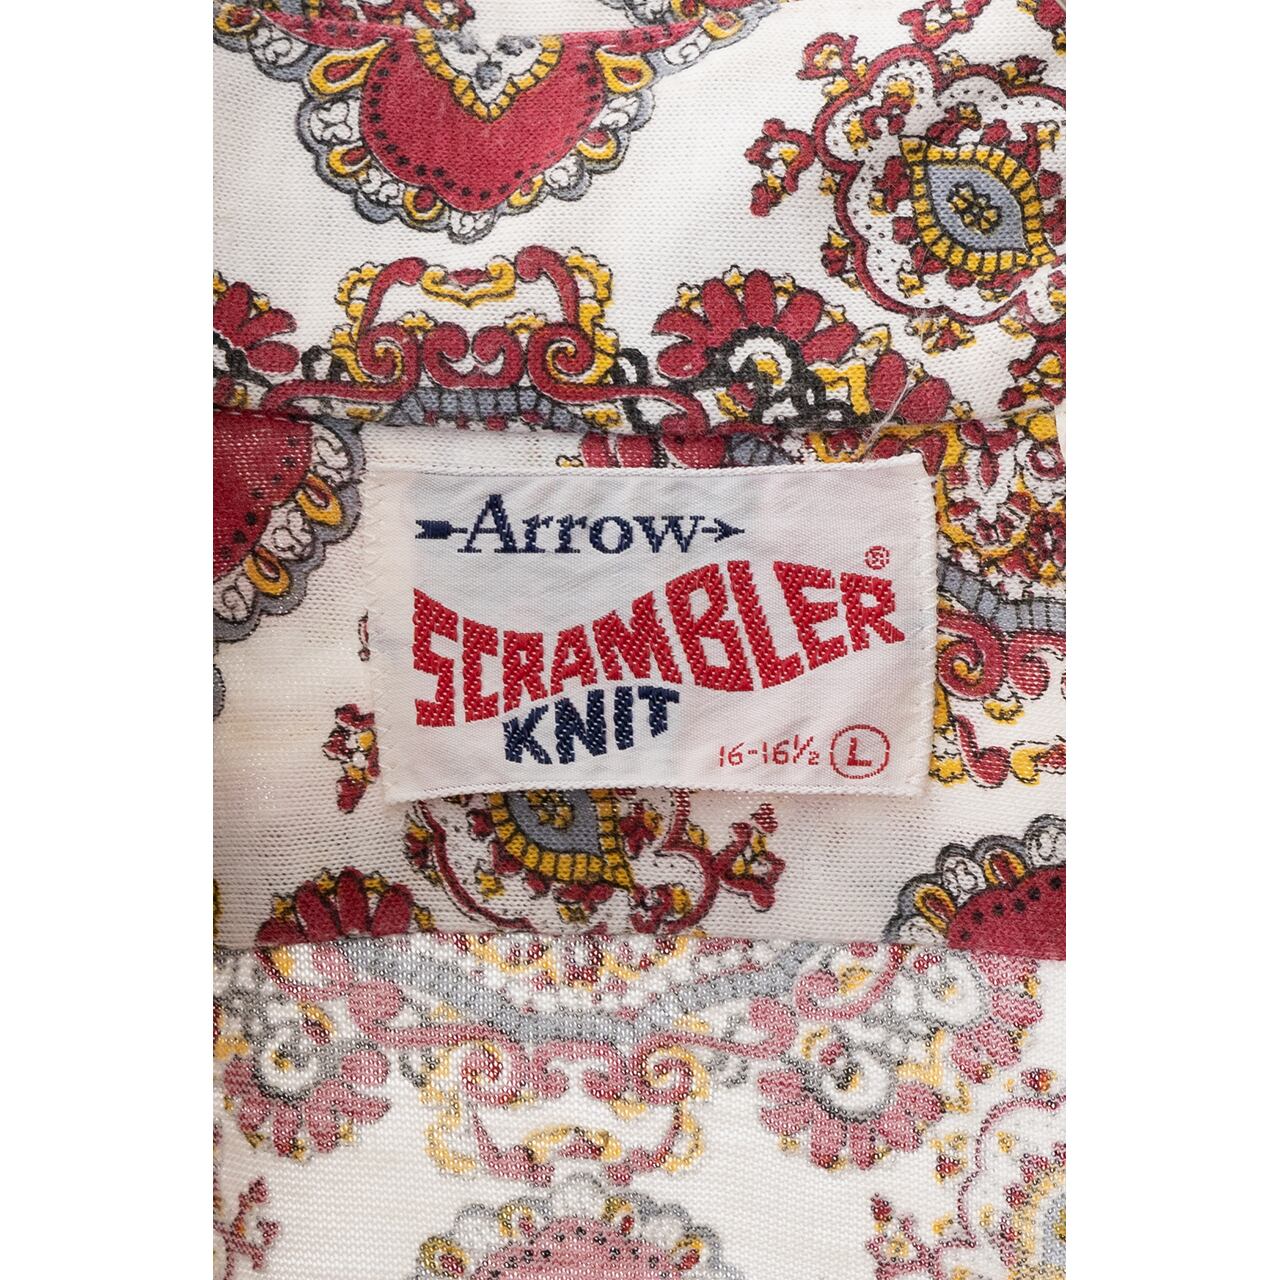 Arrow
SCRAMBLER®
KNIT
16-16½ L